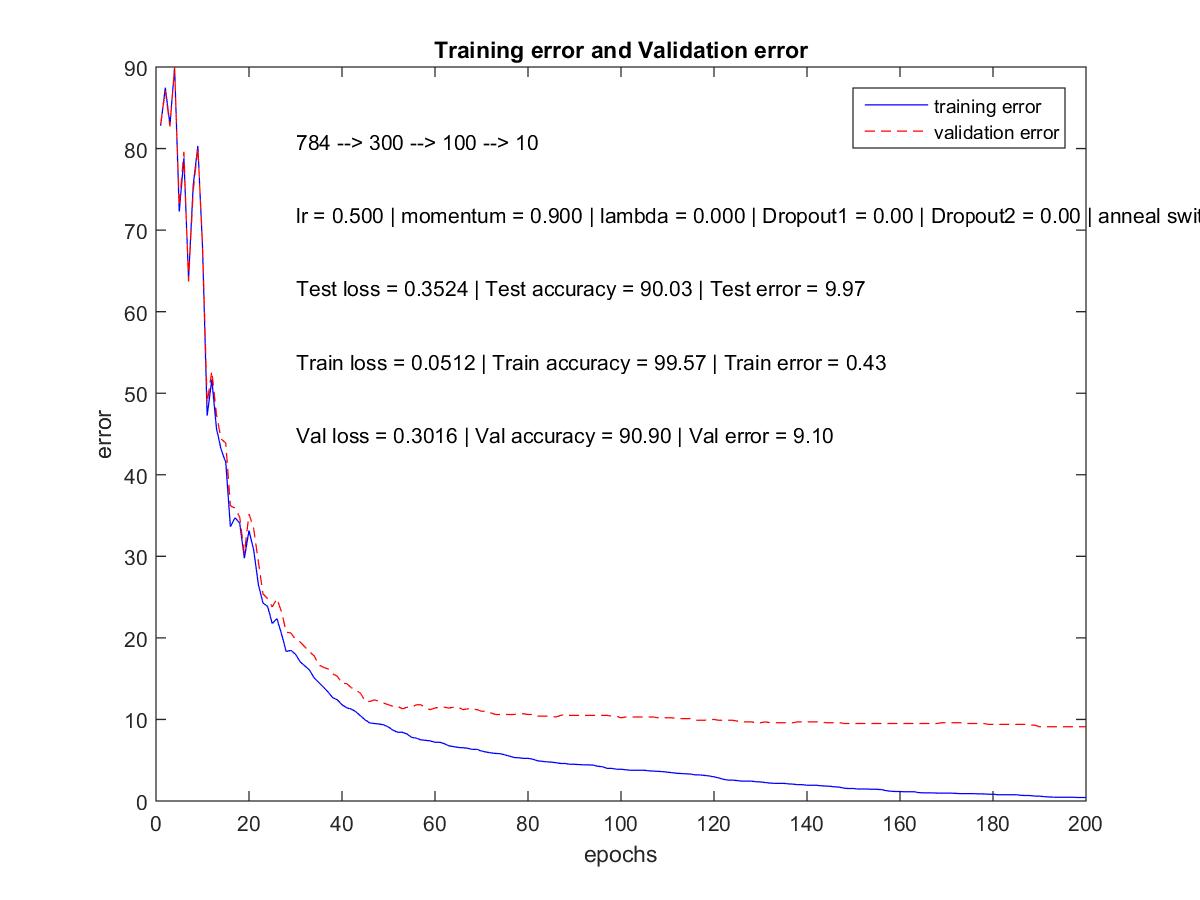 Training error and Validation error
90
80
70
60
50
40
30
20
10
0
error
training error
validation error
784 --> 300 --> 100 --> 10
lr = 0.500 | momentum = 0.900 | lambda = 0.000 | Dropout1 = 0.00 | Dropout2 = 0.00 | anneal
Test loss = 0.3524 | Test accuracy = 90.03 | Test error = 9.97
Train loss = 0.0512 | Train accuracy = 99.57 | Train error = 0.43
Val loss = 0.3016 | Val accuracy = 90.90 | Val error = 9.10
0 20 40 60 80 100 120 140 160 180 200
epochs